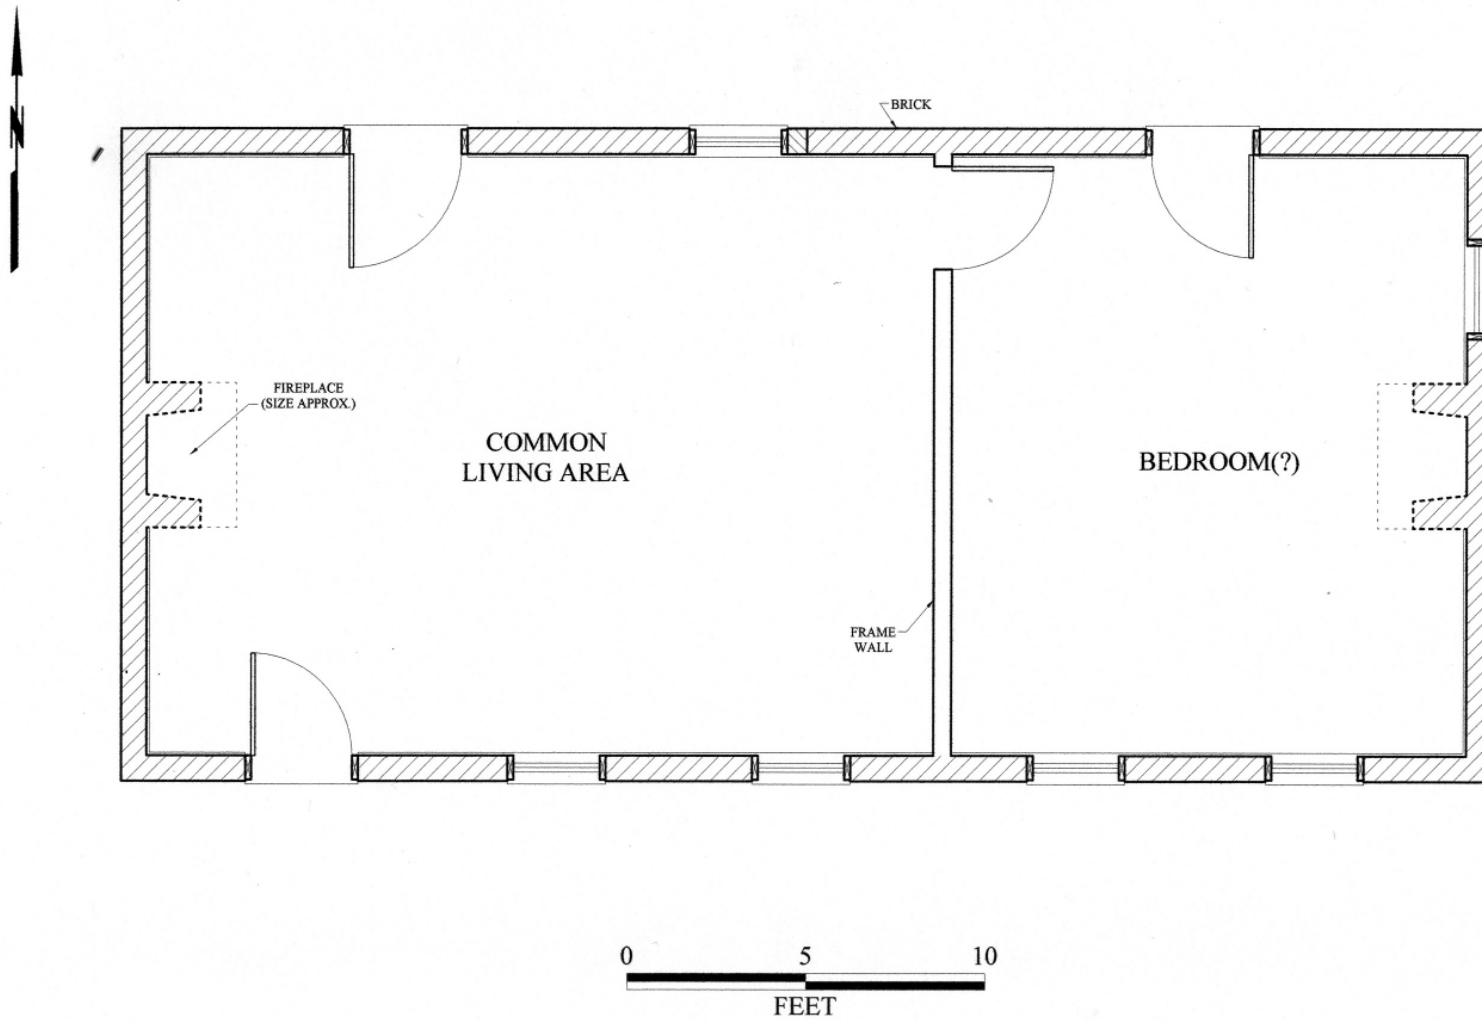 N
BRICK
FIREPLACE
(SIZE APPROX.)
COMMON
LIVING AREA
BEDROOM(?)
FRAME
WALL
0 5 10
FEET